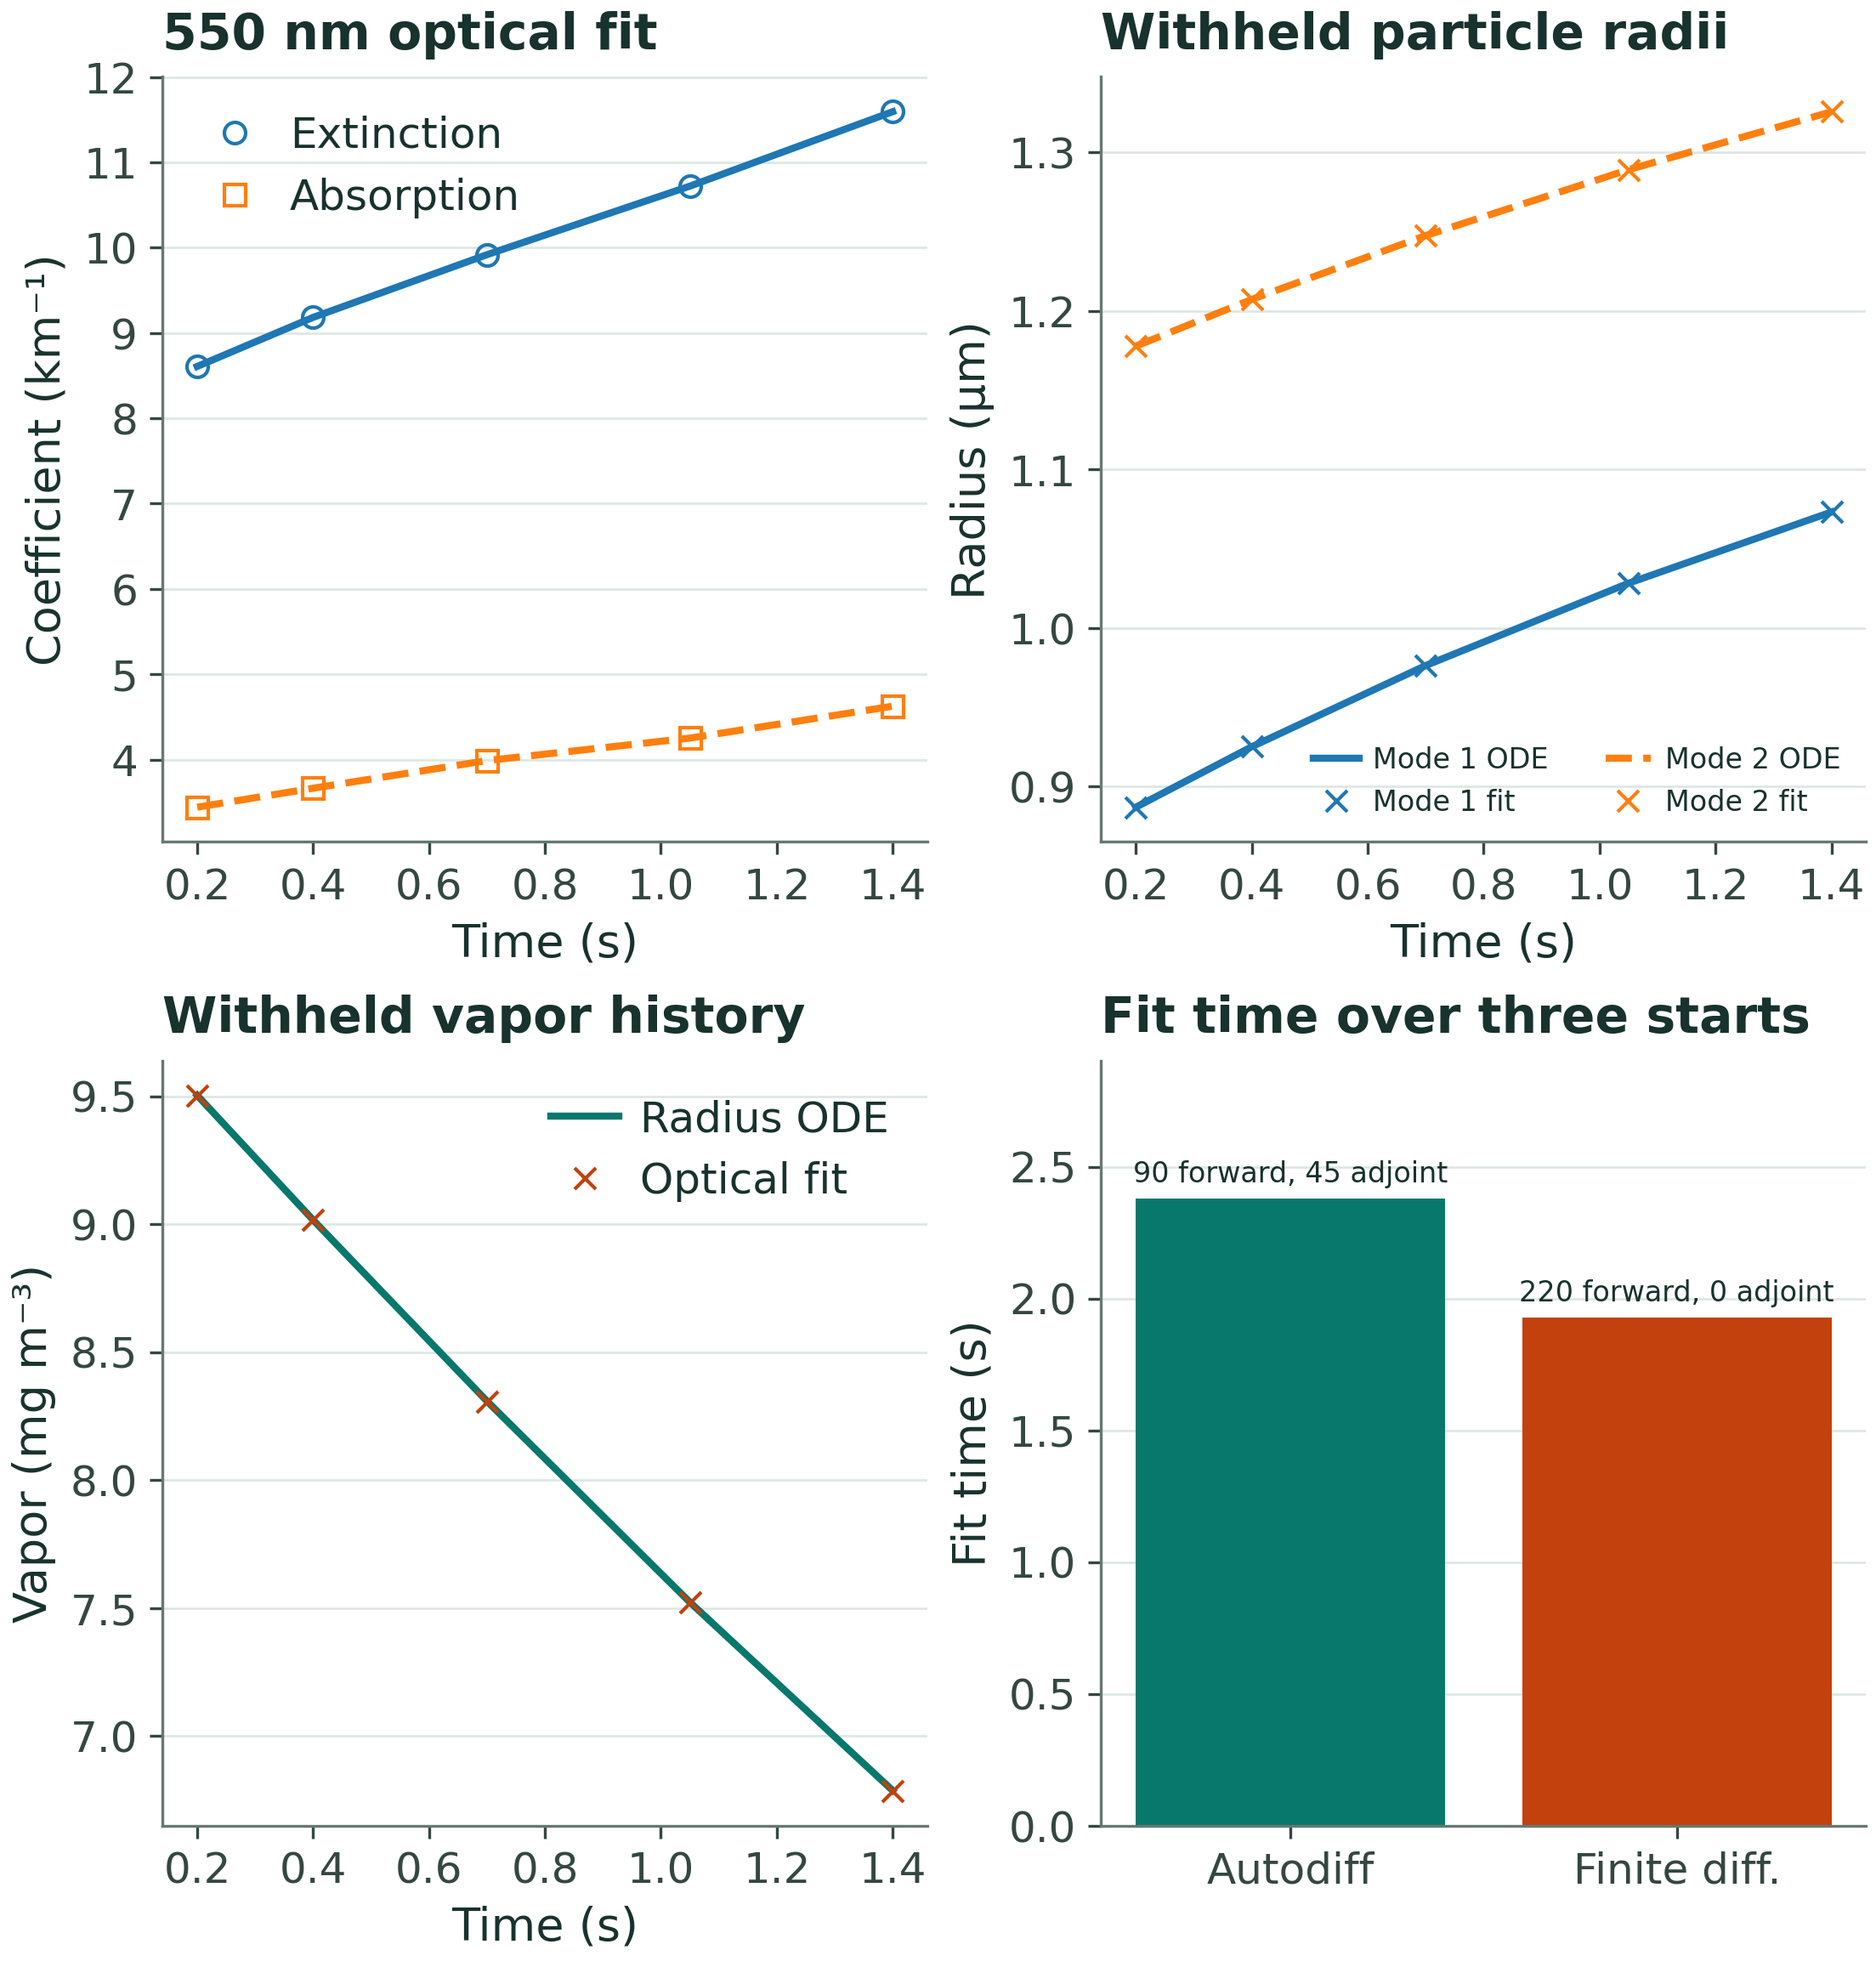 550 nm optical fit
12
11
10
9
8
7
6
5
4
Coefficient (km⁻¹)
Extinction
Absorption
0.2 0.4 0.6 0.8 1.0 1.2 1.4
Time (s)
Withheld particle radii
1.3
1.2
1.1
1.0
0.9
Radius (μm)
Mode 1 ODE Mode 2 ODE
Mode 1 fit Mode 2 fit
0.2 0.4 0.6 0.8 1.0 1.2 1.4
Time (s)
Withheld vapor history
9.5
9.0
8.5
8.0
7.5
7.0
Vapor (mg m⁻³)
Radius ODE
Optical fit
0.2 0.4 0.6 0.8 1.0 1.2 1.4
Time (s)
Fit time over three starts
2.5
2.0
1.5
1.0
0.5
0.0
Fit time (s)
90 forward, 45 adjoint
220 forward, 0 adjoint
Autodiff Finite diff.